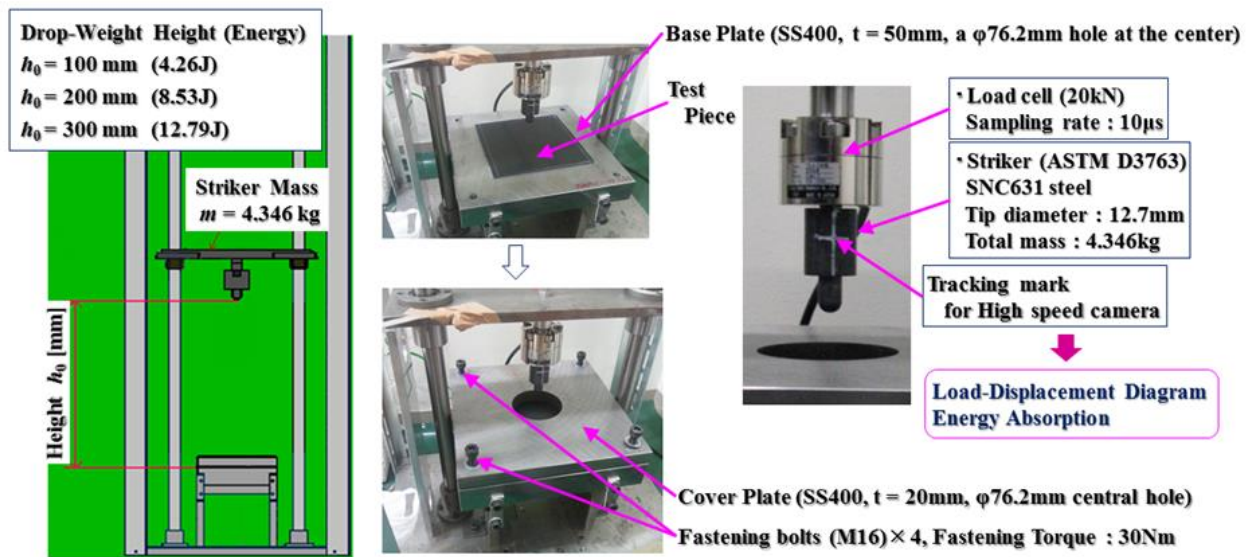 Drop-Weight Height (Energy)
h₀ = 100 mm (4.26J)
h₀ = 200 mm (8.53J)
h₀ = 300 mm (12.79J)
Striker Mass
m = 4.346 kg
Height h₀ [mm]
Base Plate (SS400, t = 50mm, a φ76.2mm hole at the center)
Test
Piece
・Load cell (20kN)
Sampling rate : 10μs
・Striker (ASTM D3763)
SNC631 steel
Tip diameter : 12.7mm
Total mass : 4.346kg
Tracking mark
for High speed camera
Load-Displacement Diagram
Energy Absorption
Cover Plate (SS400, t = 20mm, φ76.2mm central hole)
Fastening bolts (M16)×4, Fastening Torque : 30Nm